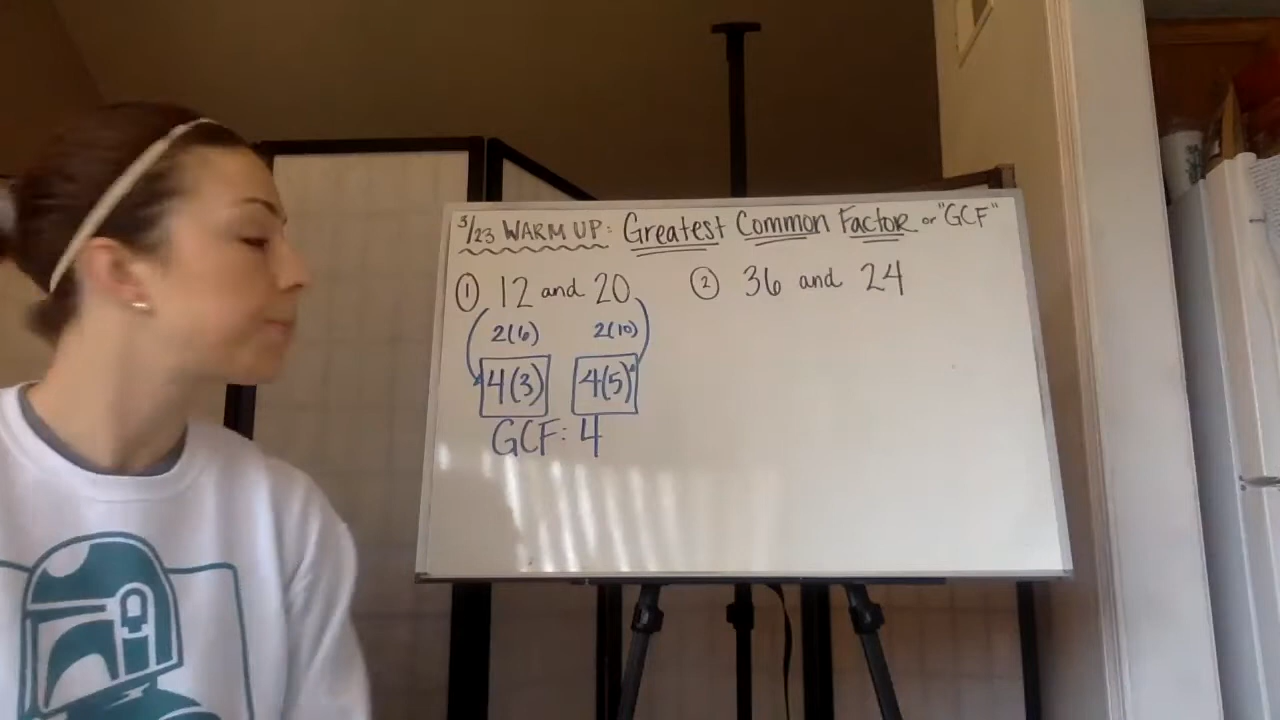 3/23 WARM UP: Greatest Common Factor or "GCF"
① 12 and 20
2(6) 2(10)
4(3) 4(5)
GCF: 4
② 36 and 24